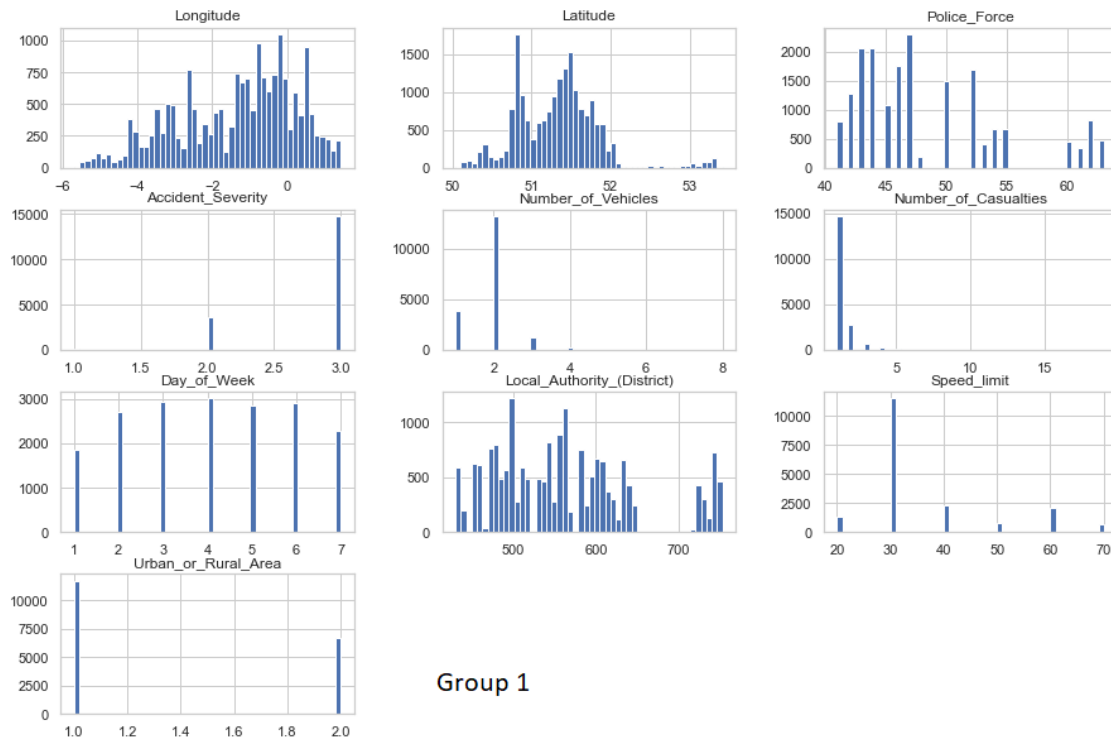 Longitude Latitude Police_Force
1000 750 500 250 0
−6 −4 −2 0
1500 1000 500 0
50 51 52 53
2000 1500 1000 500 0
40 45 50 55 60
Accident_Severity Number_of_Vehicles Number_of_Casualties
15000 10000 5000 0
1.0 1.5 2.0 2.5 3.0
10000 5000 0
2 4 6 8
15000 10000 5000 0
5 10 15
Day_of_Week Local_Authority_(District) Speed_limit
3000 2000 1000 0
1 2 3 4 5 6 7
1000 500 0
500 600 700
10000 7500 5000 2500 0
20 30 40 50 60 70
Urban_or_Rural_Area
10000 7500 5000 2500 0
1.0 1.2 1.4 1.6 1.8 2.0
Group 1